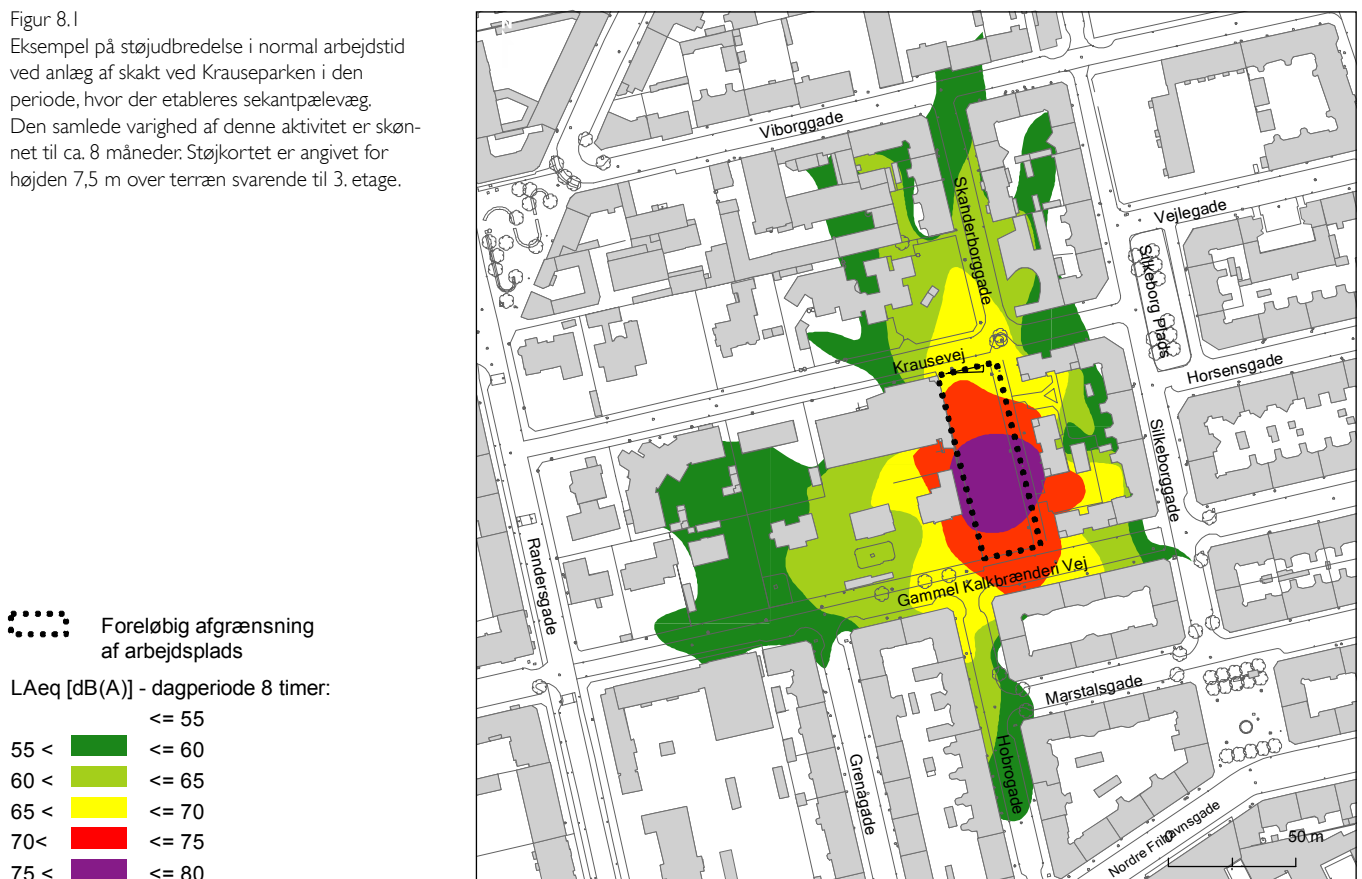 Figur 8.1
Eksempel på støjudbredelse i normal arbejdstid
ved anlæg af skakt ved Krauseparken i den
periode, hvor der etableres sekantpælevæg.
Den samlede varighed af denne aktivitet er skøn-
net til ca. 8 måneder. Støjkortet er angivet for
højden 7,5 m over terræn svarende til 3. etage.
Foreløbig afgrænsning
af arbejdsplads
LAeq [dB(A)] - dagperiode 8 timer:
<= 55
55 < <= 60
60 < <= 65
65 < <= 70
70< <= 75
75 < <= 80
N
Viborggade
Skanderborggade
Vejlegade
Silkeborg Plads
Krausevej
Horsensgade
Silkeborggade
Randersgade
Gammel Kalkbrænderi Vej
Marstalsgade
Hobrogade
Grenågade
Nordre Frihavnsgade
0 50 m